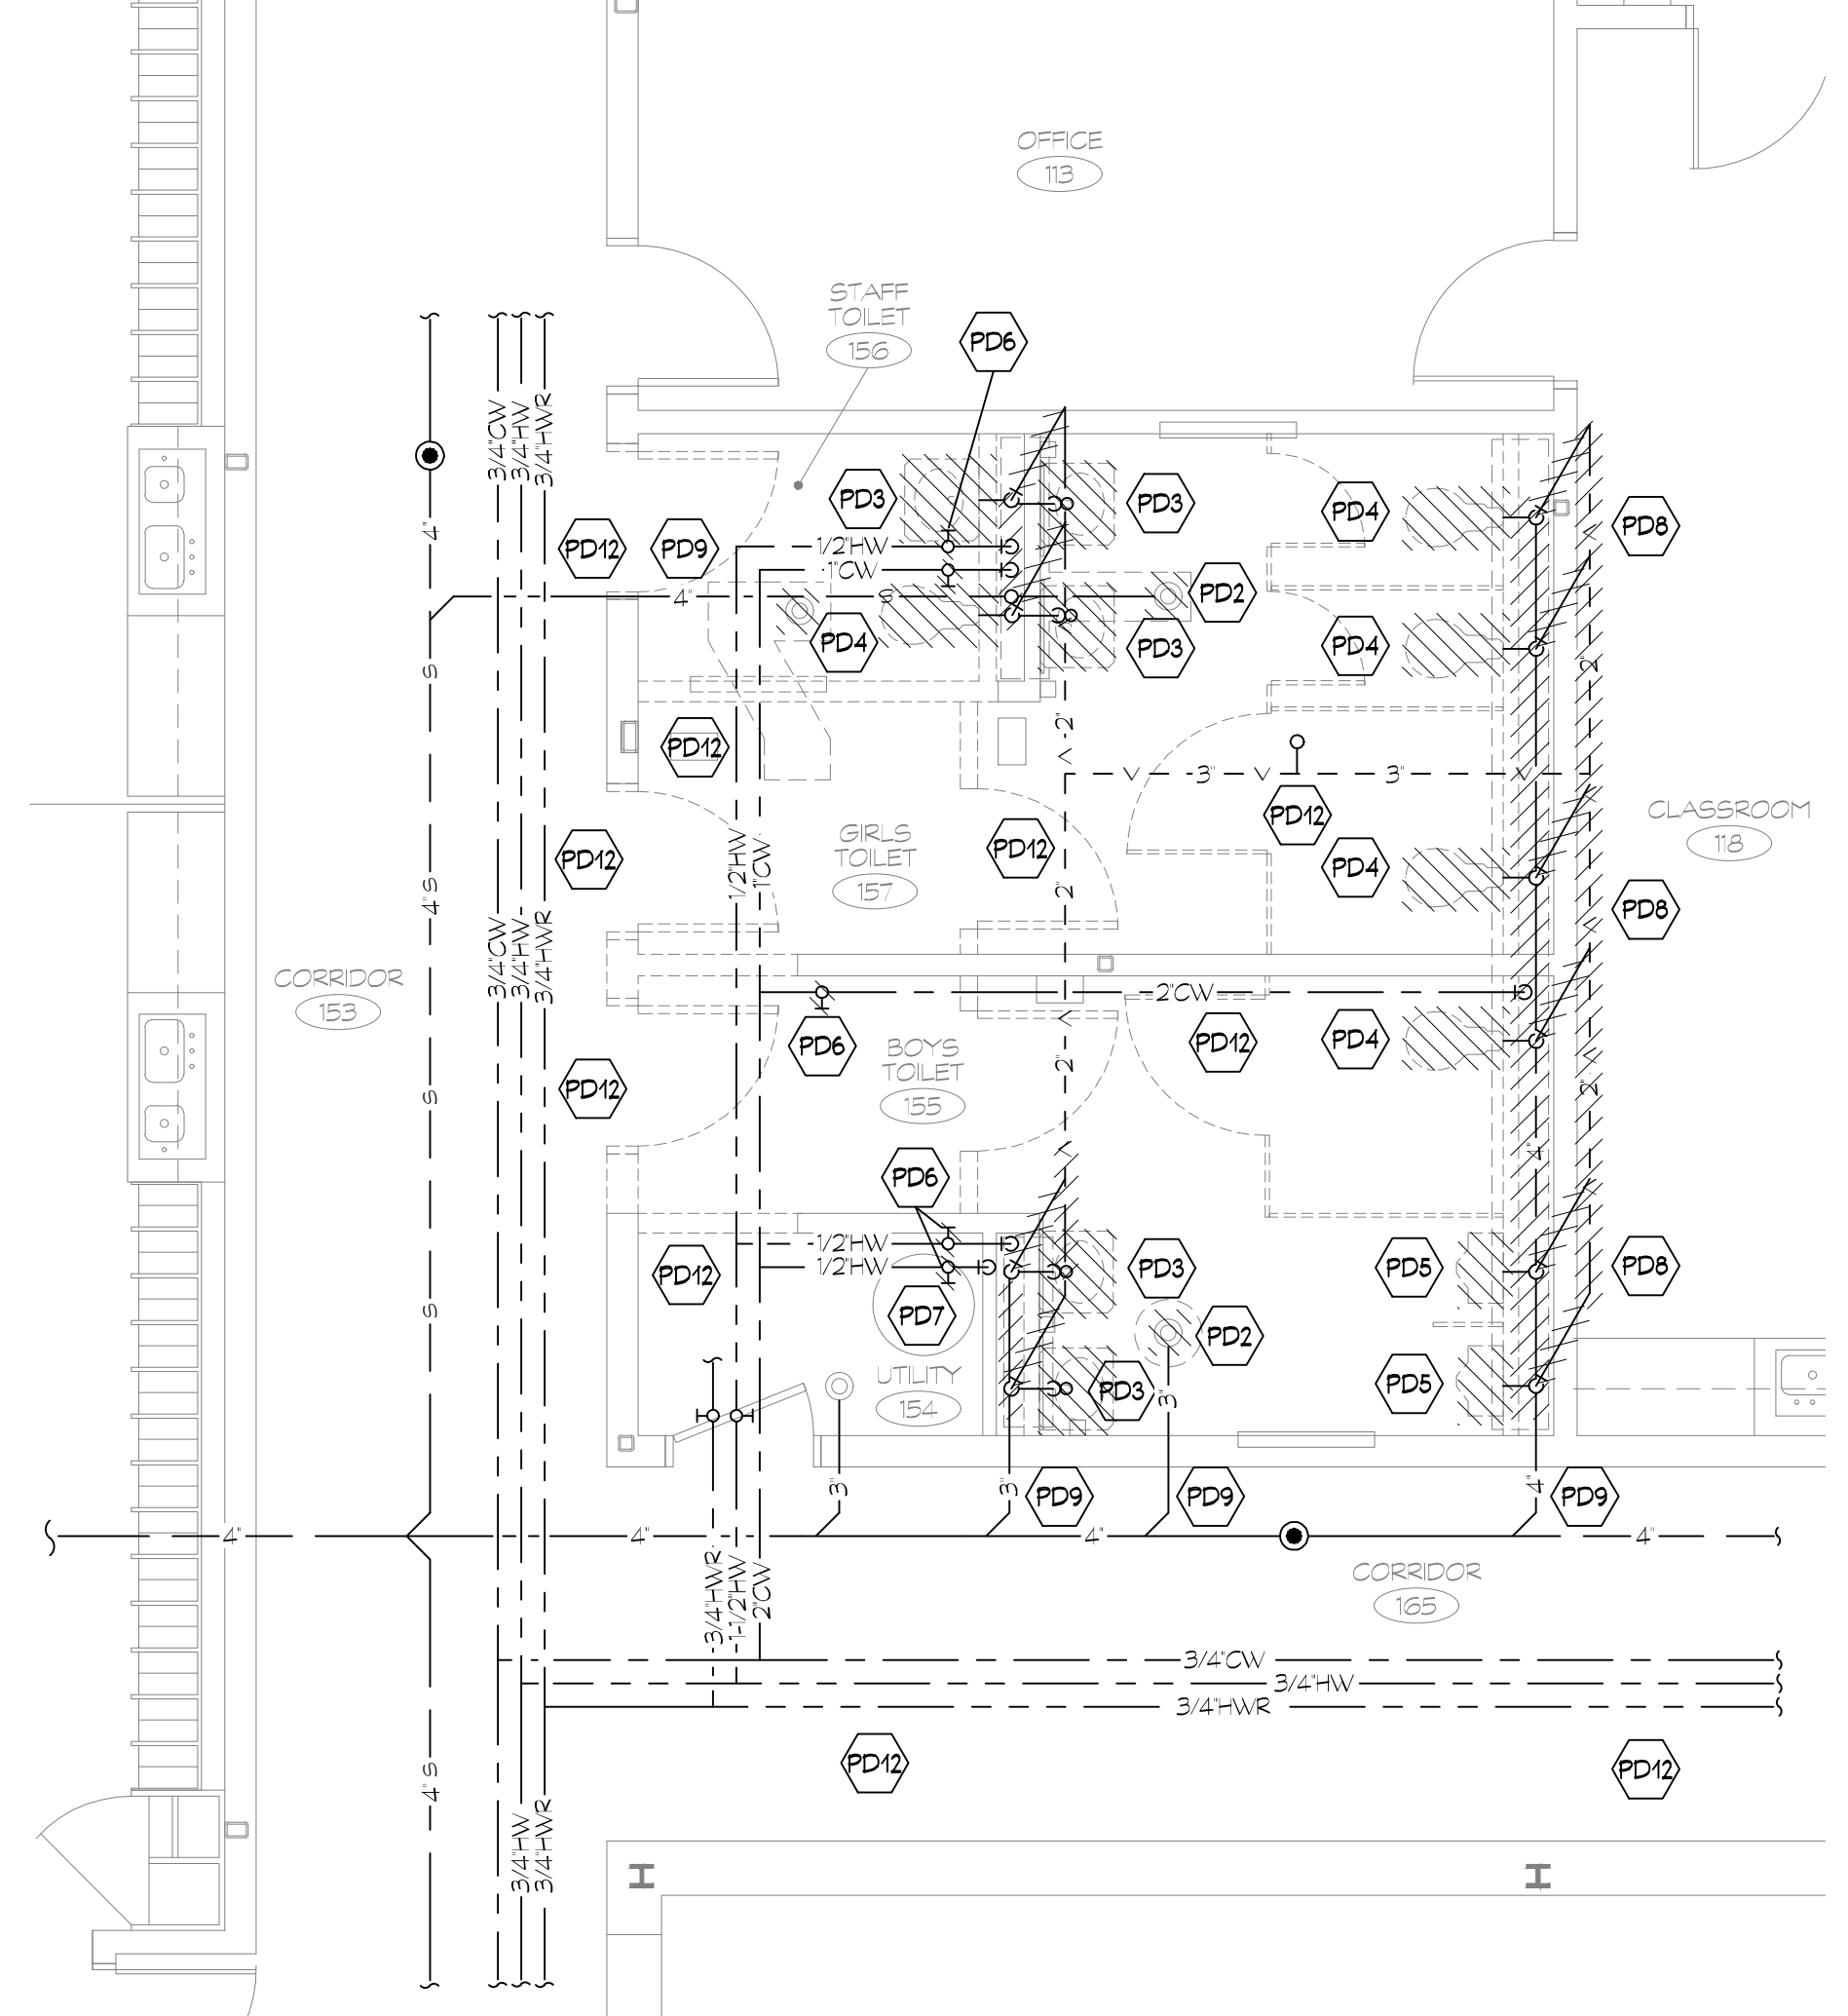 OFFICE
113
STAFF
TOILET
156
PD6
3/4"CW
3/4"HW
3/4"HWR
4"
PD3
PD3
PD4
PD8
PD12
PD9
1/2"HW
1"CW
4"
S
PD2
PD4
PD3
PD4
S
2"
2"
PD12
3"
3"
PD12
CLASSROOM
118
GIRLS
TOILET
157
PD12
PD12
PD4
1/2"HW
1"CW
2"
4"S
PD8
3/4"CW
3/4"HW
3/4"HWR
CORRIDOR
153
2"CW
PD6
PD12
PD4
BOYS
TOILET
155
2"
2"
PD12
S
4"
PD6
1/2"HW
1/2"HW
PD12
PD3
PD5
PD8
PD7
PD2
S
UTILITY
154
PD3
3"
PD5
3"
3"
PD9
PD9
4"
PD9
4"
4"
4"
4"
3/4"HWR
1-1/2"HW
2"CW
CORRIDOR
165
3/4"CW
3/4"HW
3/4"HWR
PD12
PD12
4"S
3/4"HW
3/4"HWR